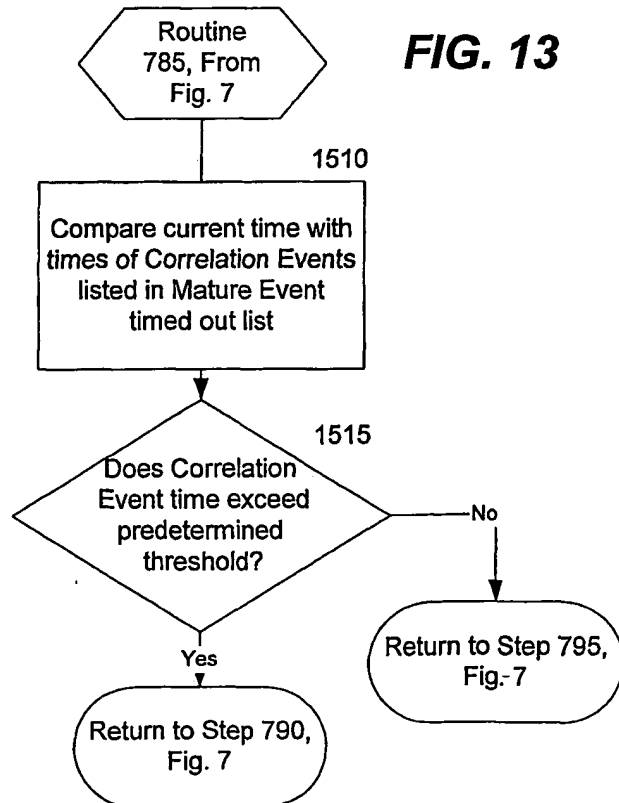 Routine
785, From
Fig. 7
FIG. 13
1510
Compare current time with
times of Correlation Events
listed in Mature Event
timed out list
1515
Does Correlation
Event time exceed
predetermined
threshold?
No
Yes
Return to Step 795,
Fig.-7
Return to Step 790,
Fig. 7